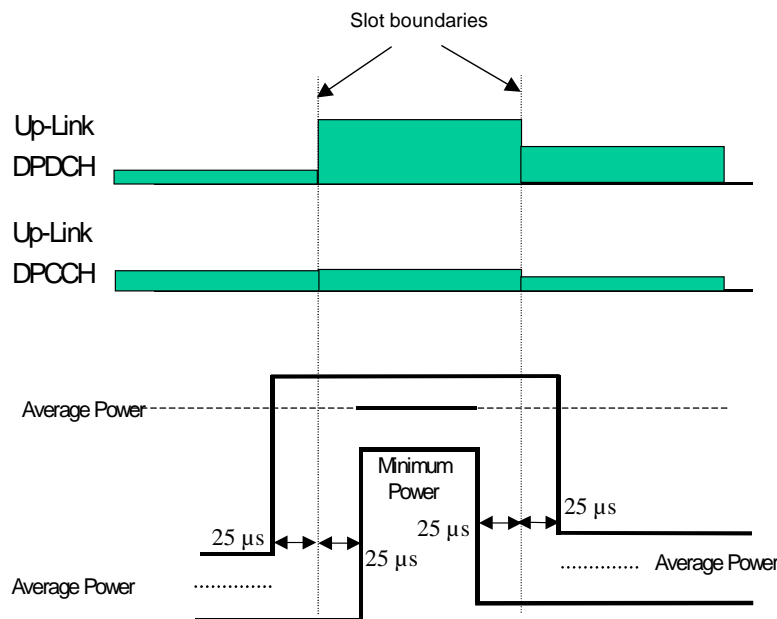 Slot boundaries
Up-Link
DPDCH
Up-Link
DPCCH
Average Power
Minimum
Power
25 µs
25 µs
25 µs
25 µs
Average Power
Average Power